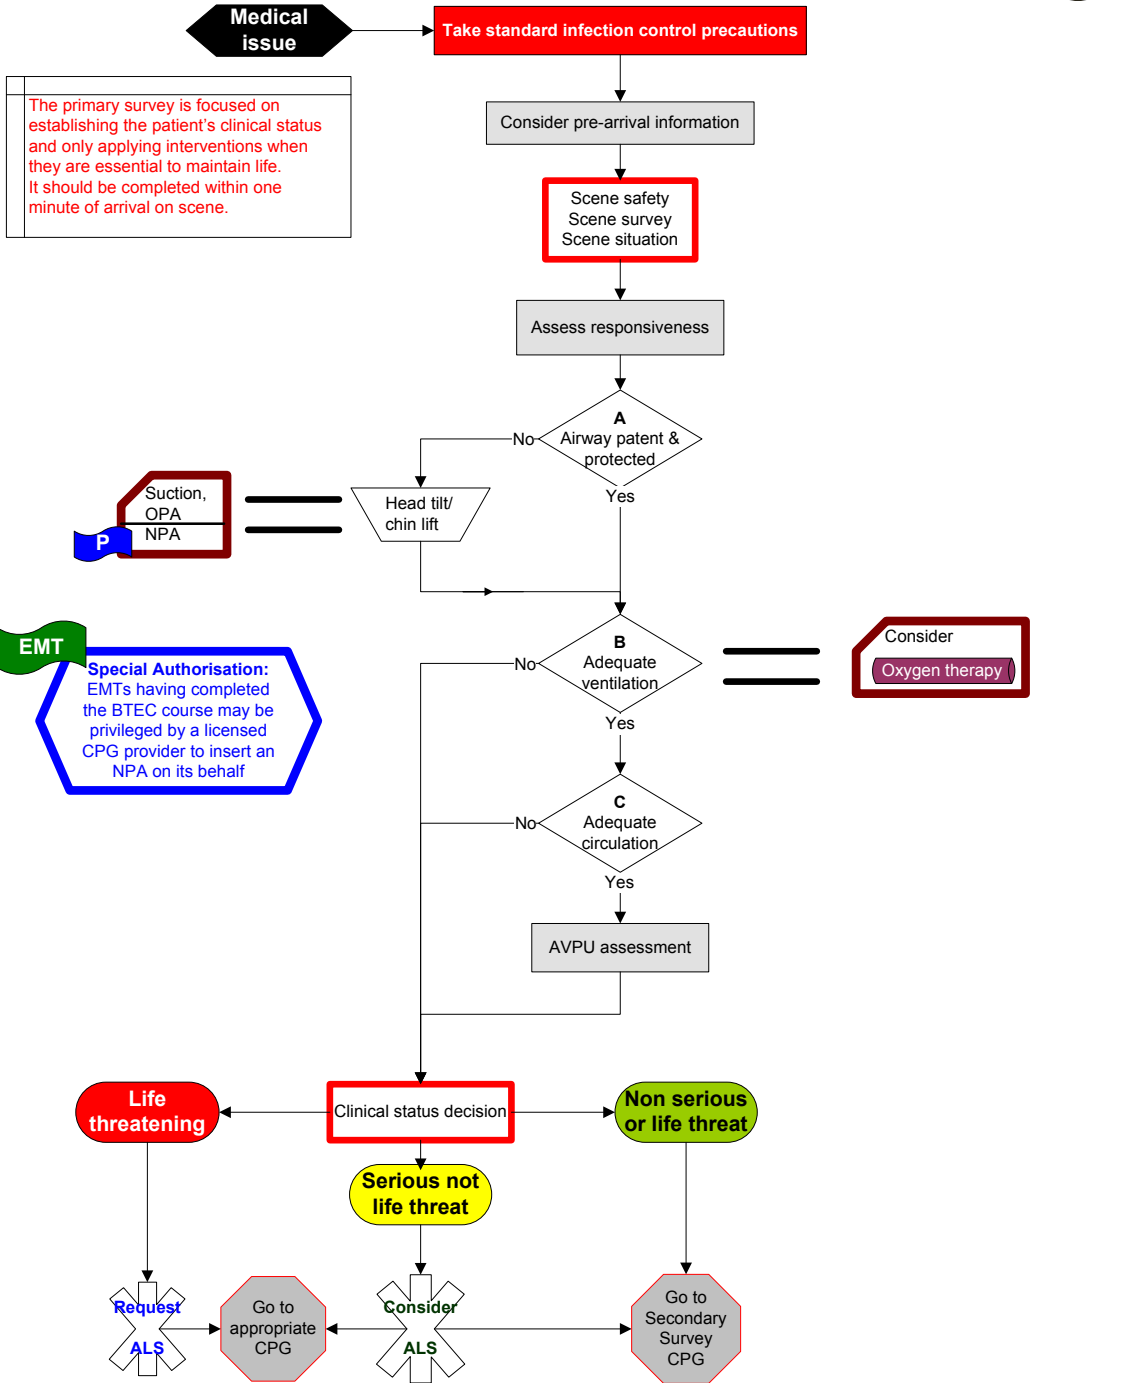 Medical
issue
Take standard infection control precautions
The primary survey is focused on
establishing the patient's clinical status
and only applying interventions when
they are essential to maintain life.
It should be completed within one
minute of arrival on scene.
Consider pre-arrival information
Scene safety
Scene survey
Scene situation
Assess responsiveness
A
Airway patent &
protected
No
Yes
Suction,
OPA
NPA
P
Head tilt/
chin lift
EMT
Special Authorisation:
EMTs having completed
the BTEC course may be
privileged by a licensed
CPG provider to insert an
NPA on its behalf
B
Adequate
ventilation
No
Yes
Consider
Oxygen therapy
C
Adequate
circulation
No
Yes
AVPU assessment
Clinical status decision
Life
threatening
Non serious
or life threat
Serious not
life threat
Request
ALS
Go to
appropriate
CPG
Consider
ALS
Go to
Secondary
Survey
CPG